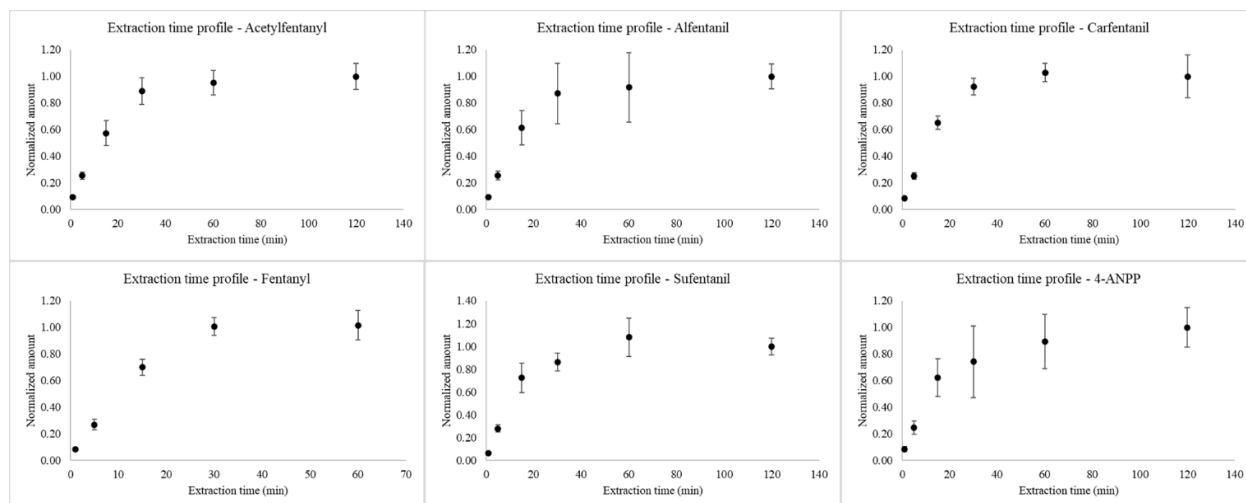 Extraction time profile - Acetylfentanyl
1.20
1.00
0.80
0.60
0.40
0.20
0.00
Normalized amount
0 20 40 60 80 100 120 140
Extraction time (min)
Extraction time profile - Alfentanil
1.20
1.00
0.80
0.60
0.40
0.20
0.00
Normalized amount
0 20 40 60 80 100 120 140
Extraction time (min)
Extraction time profile - Carfentanil
1.20
1.00
0.80
0.60
0.40
0.20
0.00
Normalized amount
0 20 40 60 80 100 120 140
Extraction time (min)
Extraction time profile - Fentanyl
1.20
1.00
0.80
0.60
0.40
0.20
0.00
Normalized amount
0 10 20 30 40 50 60 70
Extraction time (min)
Extraction time profile - Sufentanil
1.40
1.20
1.00
0.80
0.60
0.40
0.20
0.00
Normalized amount
0 20 40 60 80 100 120 140
Extraction time (min)
Extraction time profile - 4-ANPP
1.20
1.00
0.80
0.60
0.40
0.20
0.00
Normalized amount
0 20 40 60 80 100 120 140
Extraction time (min)